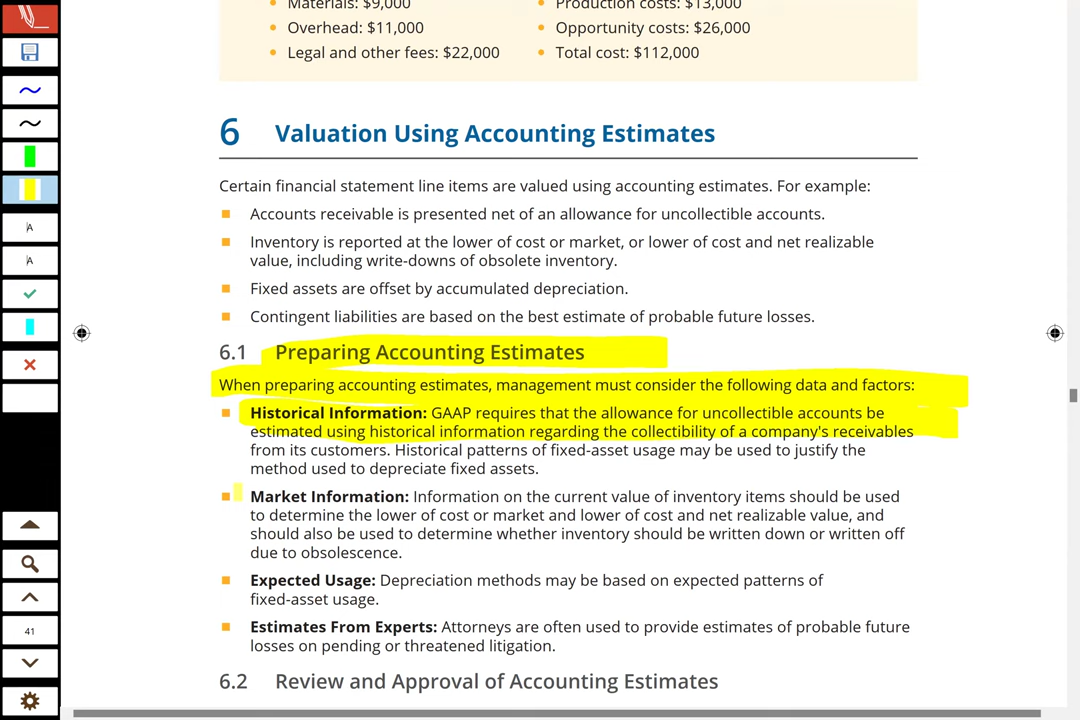 Materials: $9,000
Production costs: $13,000
Overhead: $11,000
Opportunity costs: $26,000
Legal and other fees: $22,000
Total cost: $112,000
6 Valuation Using Accounting Estimates
Certain financial statement line items are valued using accounting estimates. For example:
Accounts receivable is presented net of an allowance for uncollectible accounts.
Inventory is reported at the lower of cost or market, or lower of cost and net realizable
value, including write-downs of obsolete inventory.
Fixed assets are offset by accumulated depreciation.
Contingent liabilities are based on the best estimate of probable future losses.
6.1 Preparing Accounting Estimates
When preparing accounting estimates, management must consider the following data and factors:
Historical Information: GAAP requires that the allowance for uncollectible accounts be
estimated using historical information regarding the collectibility of a company's receivables
from its customers. Historical patterns of fixed-asset usage may be used to justify the
method used to depreciate fixed assets.
Market Information: Information on the current value of inventory items should be used
to determine the lower of cost or market and lower of cost and net realizable value, and
should also be used to determine whether inventory should be written down or written off
due to obsolescence.
Expected Usage: Depreciation methods may be based on expected patterns of
fixed-asset usage.
Estimates From Experts: Attorneys are often used to provide estimates of probable future
losses on pending or threatened litigation.
6.2 Review and Approval of Accounting Estimates
A
A
41